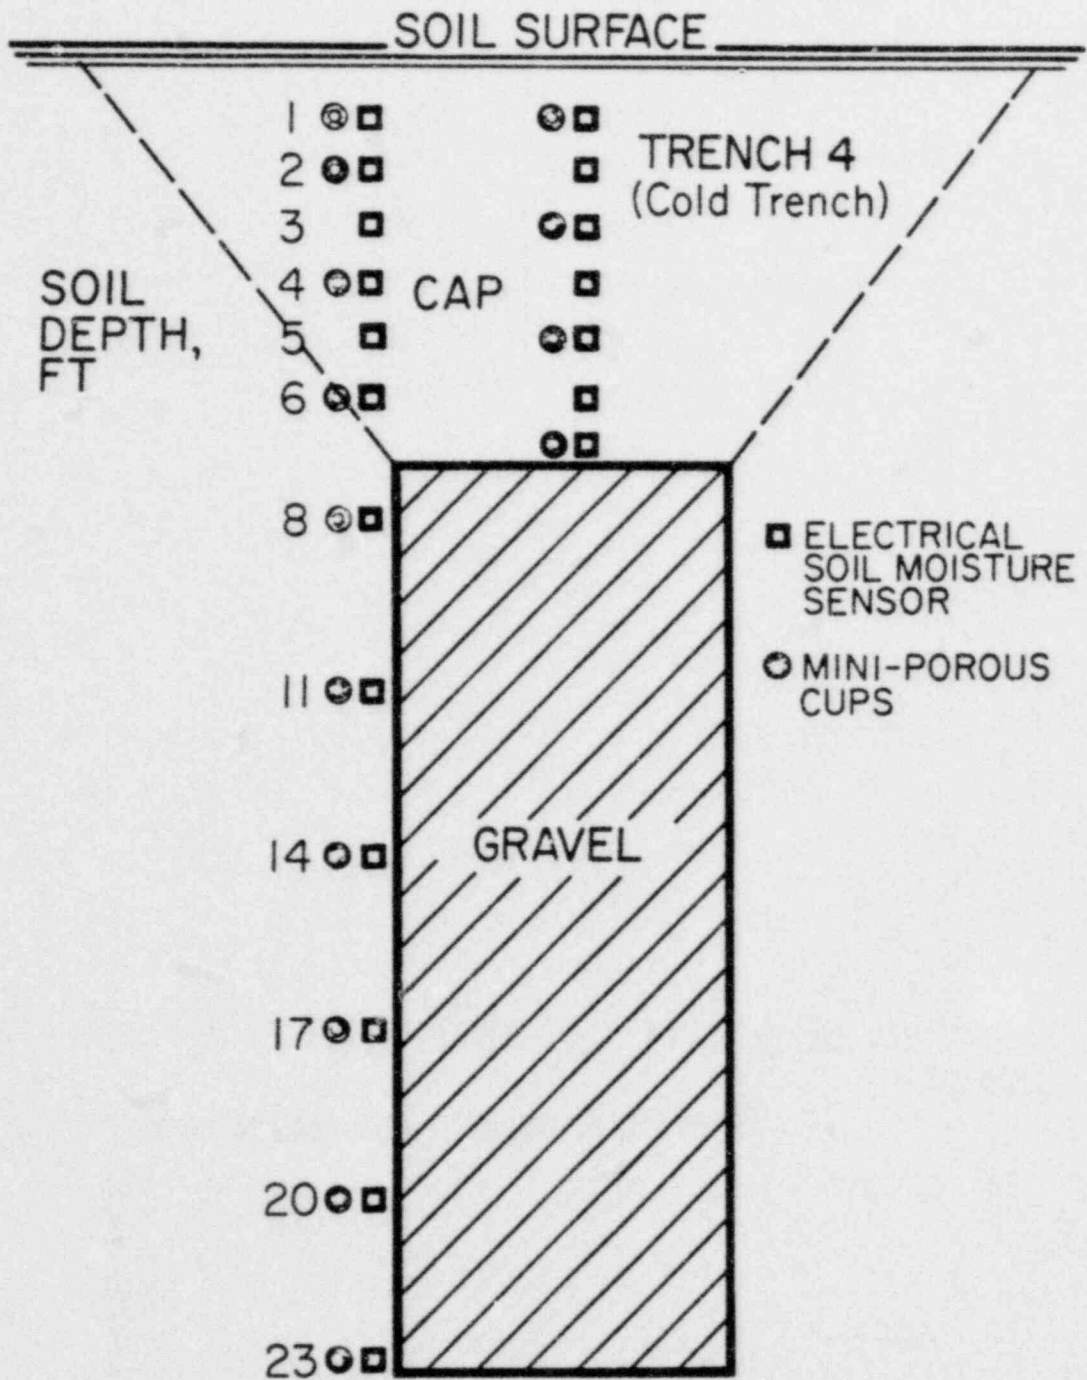 SOIL SURFACE
1
2
3
4
5
6
8
11
14
17
20
23
SOIL
DEPTH,
FT
CAP
TRENCH 4
(Cold Trench)
GRAVEL
ELECTRICAL
SOIL MOISTURE
SENSOR
MINI-POROUS
CUPS